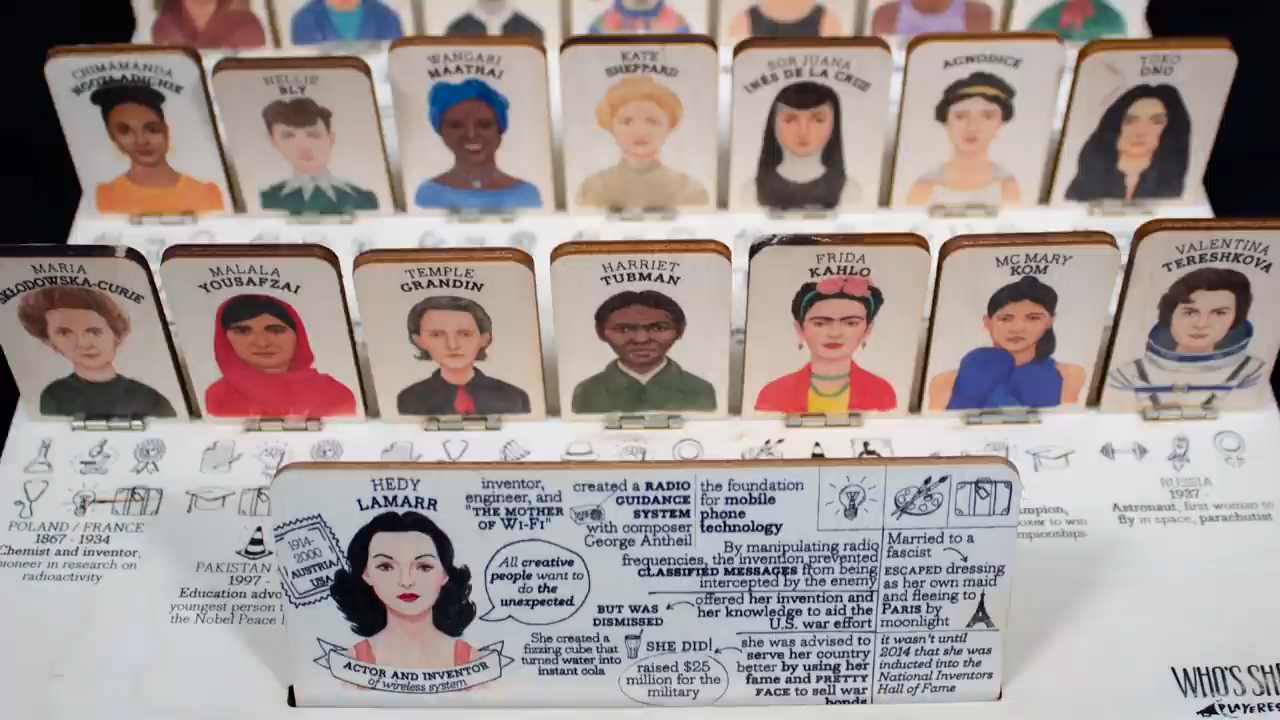 CHIMAMANDA
NGOZI ADICHIE
NELLIE
BLY
WANGARI
MAATHAI
KATE
SHEPPARD
SOR JUANA
INÉS DE LA CRUZ
AGNODICE
YOKO
ONO
MARIA
SKŁODOWSKA-CURIE
MALALA
YOUSAFZAI
TEMPLE
GRANDIN
HARRIET
TUBMAN
FRIDA
KAHLO
MC MARY
KOM
VALENTINA
TERESHKOVA
POLAND / FRANCE
1867 - 1934
Chemist and inventor,
pioneer in research on
radioactivity
PAKISTAN
1997 -
Education advo
youngest person t
the Nobel Peace
RUSSIA
1937 -
Astronaut, first woman to
fly in space, parachutist
HEDY
LAMARR
1914-
2000
AUSTRIA/
USA
ACTOR AND INVENTOR
of wireless system
inventor,
engineer, and
"THE MOTHER
OF WI-FI"
All creative
people want to
do the
unexpected.
She created a
fizzing cube that
turned water into
instant cola
created a RADIO
GUIDANCE
SYSTEM
with composer
George Antheil
the foundation
for mobile
phone
technology
By manipulating radio
frequencies, the invention prevented
CLASSIFIED MESSAGES from being
intercepted by the enemy
offered her invention and
her knowledge to aid the
U.S. war effort
BUT WAS
DISMISSED
she was advised to
serve her country
better by using her
fame and PRETTY
FACE to sell war
bonds
SHE DID!
raised $25
million for the
military
Married to a
fascist
ESCAPED dressing
as her own maid
and fleeing to
PARIS by
moonlight
it wasn't until
2014 that she was
inducted into the
National Inventors
Hall of Fame
WHO'S SH
PLAYERES